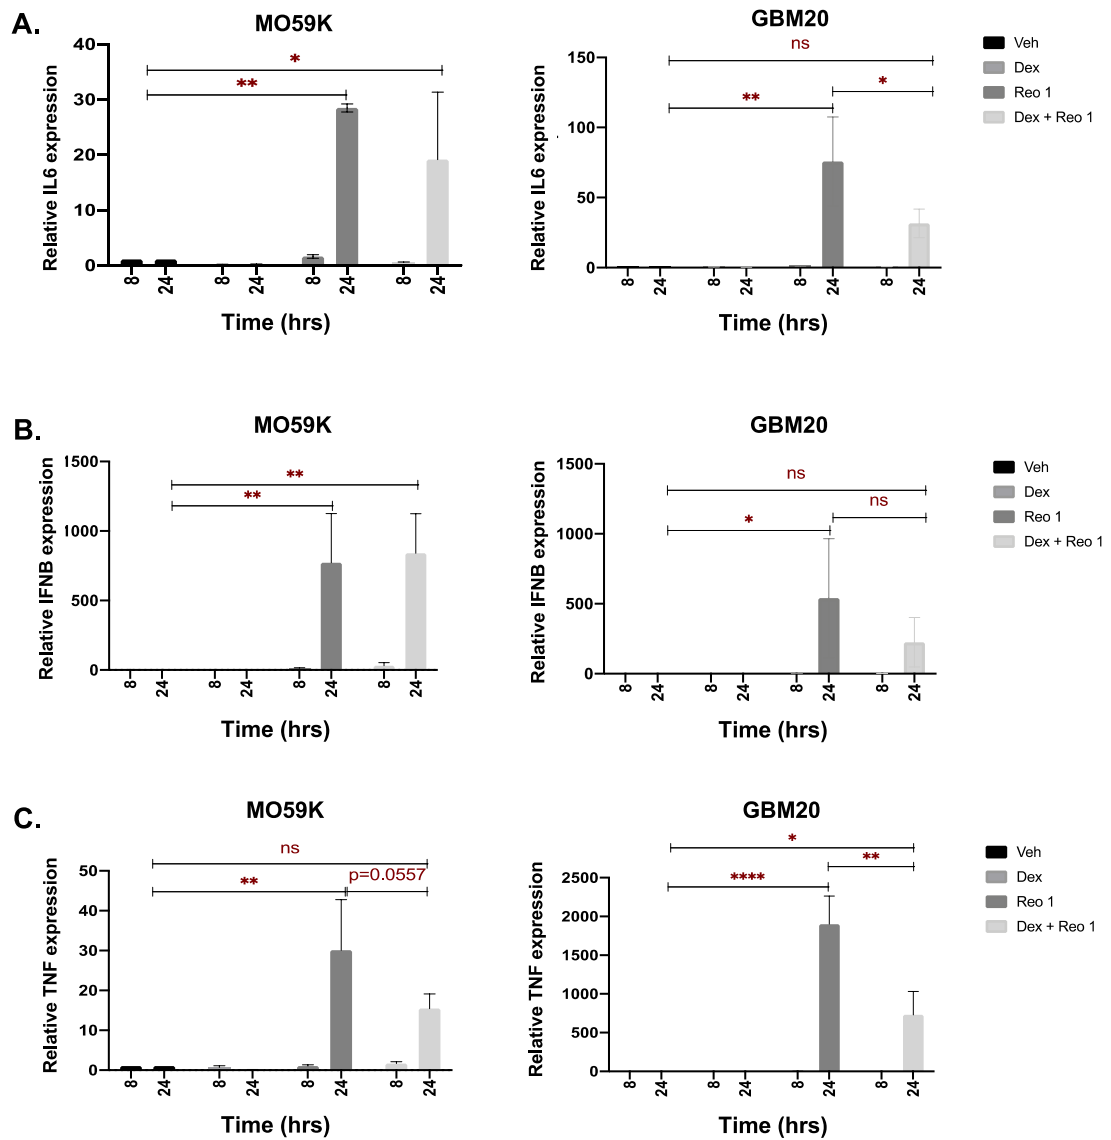 A.
MO59K
Relative IL6 expression
40
30
20
10
0
*
**
8
24
8
24
8
24
8
24
Time (hrs)
GBM20
Relative IL6 expression
150
100
50
0
ns
**
*
8
24
8
24
8
24
8
24
Time (hrs)
Veh
Dex
Reo 1
Dex + Reo 1
B.
MO59K
Relative IFNB expression
1500
1000
500
0
**
**
8
24
8
24
8
24
8
24
Time (hrs)
GBM20
Relative IFNB expression
1500
1000
500
0
ns
ns
*
8
24
8
24
8
24
8
24
Time (hrs)
Veh
Dex
Reo 1
Dex + Reo 1
C.
MO59K
Relative TNF expression
50
40
30
20
10
0
ns
**
p=0.0557
8
24
8
24
8
24
8
24
Time (hrs)
GBM20
Relative TNF expression
2500
2000
1500
1000
500
0
*
**
****
8
24
8
24
8
24
8
24
Time (hrs)
Veh
Dex
Reo 1
Dex + Reo 1